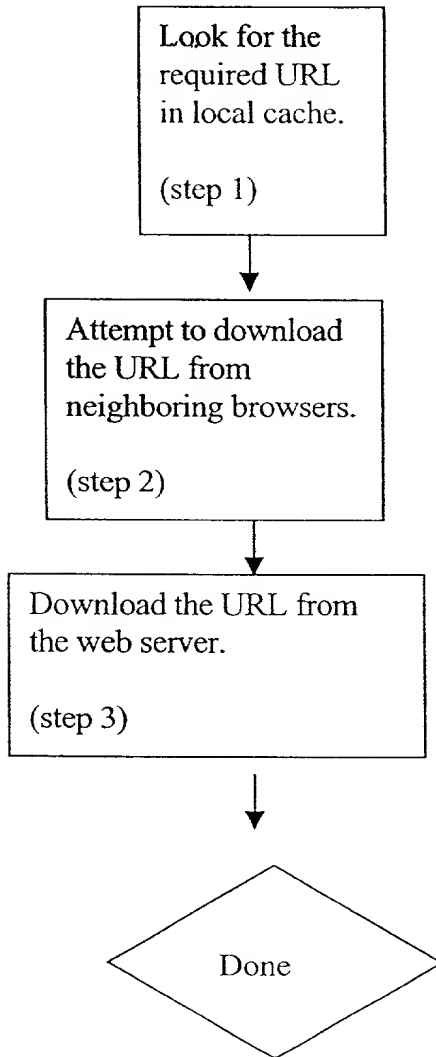 Look for the
required URL
in local cache.
(step 1)
Attempt to download
the URL from
neighboring browsers.
(step 2)
Download the URL from
the web server.
(step 3)
Done